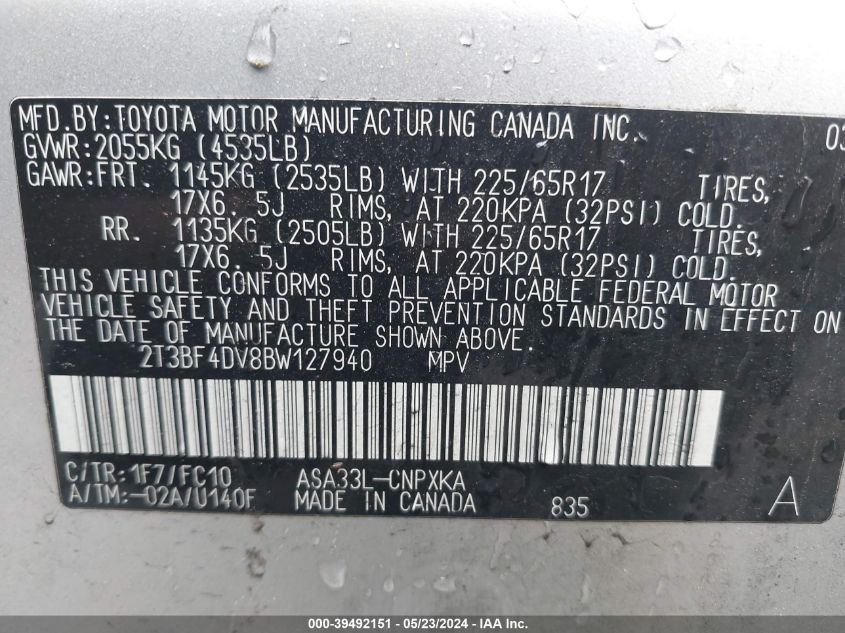 MFD.BY:TOYOTA MOTOR MANUFACTURING CANADA INC. 03
GVWR:2055KG (4535LB)
GAWR:FRT. 1145KG (2535LB) WITH 225/65R17 TIRES,
17X6.5J RIMS, AT 220KPA (32PSI) COLD.
RR. 1135KG (2505LB) WITH 225/65R17 TIRES,
17X6.5J RIMS, AT 220KPA (32PSI) COLD.
THIS VEHICLE CONFORMS TO ALL APPLICABLE FEDERAL MOTOR
VEHICLE SAFETY AND THEFT PREVENTION STANDARDS IN EFFECT ON
THE DATE OF MANUFACTURE SHOWN ABOVE.
2T3BF4DV8BW127940 MPV
C/TR:1F7/FC10 ASA33L-CNPXKA
A/TM:-02A/U140F MADE IN CANADA 835 A
000-39492151 - 05/23/2024 - IAA Inc.